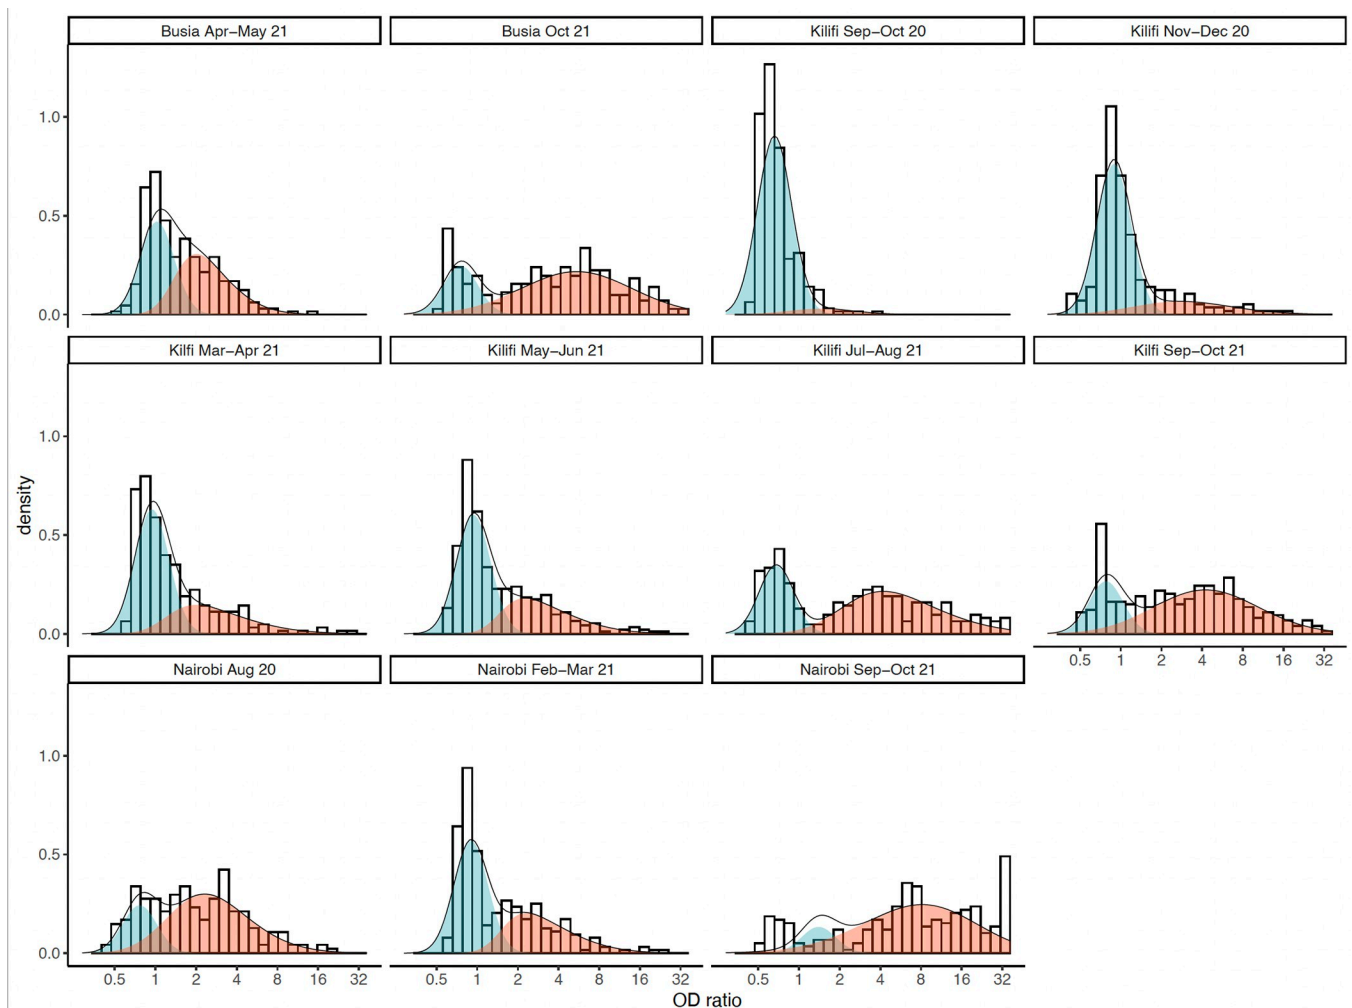 Busia Apr–May 21 Busia Oct 21 Kilifi Sep–Oct 20 Kilifi Nov–Dec 20
1.0
0.5
0.0
Kilfi Mar–Apr 21 Kilifi May–Jun 21 Kilifi Jul–Aug 21 Kilfi Sep–Oct 21
density
1.0
0.5
0.0
0.5 1 2 4 8 16 32
Nairobi Aug 20 Nairobi Feb–Mar 21 Nairobi Sep–Oct 21
1.0
0.5
0.0
0.5 1 2 4 8 16 32 0.5 1 2 4 8 16 32 0.5 1 2 4 8 16 32
OD ratio